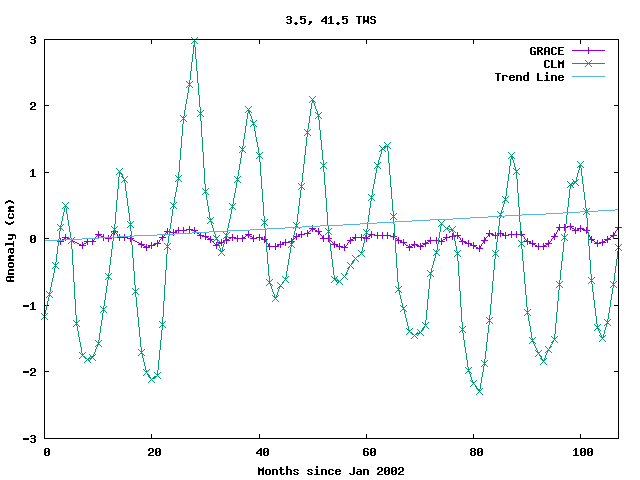 3.5, 41.5 TWS
GRACE
CLM
Trend Line
3
2
1
0
-1
-2
-3
Anomaly (cm)
0 20 40 60 80 100
Months since Jan 2002